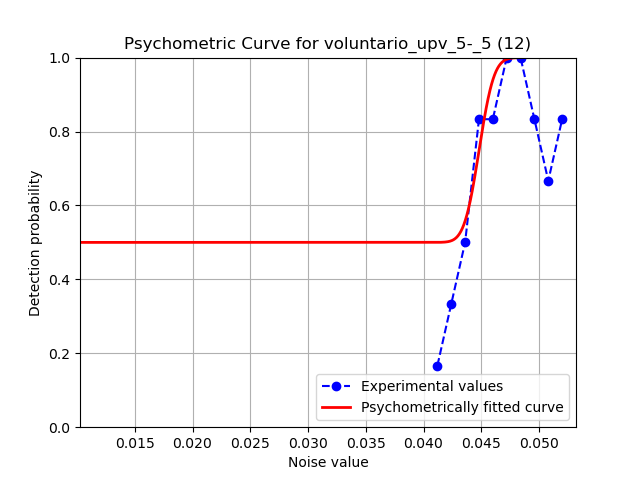 Psychometric Curve for voluntario_upv_5-_5 (12)
1.0
0.8
0.6
0.4
0.2
0.0
Detection probability
Experimental values
Psychometrically fitted curve
0.015 0.020 0.025 0.030 0.035 0.040 0.045 0.050
Noise value